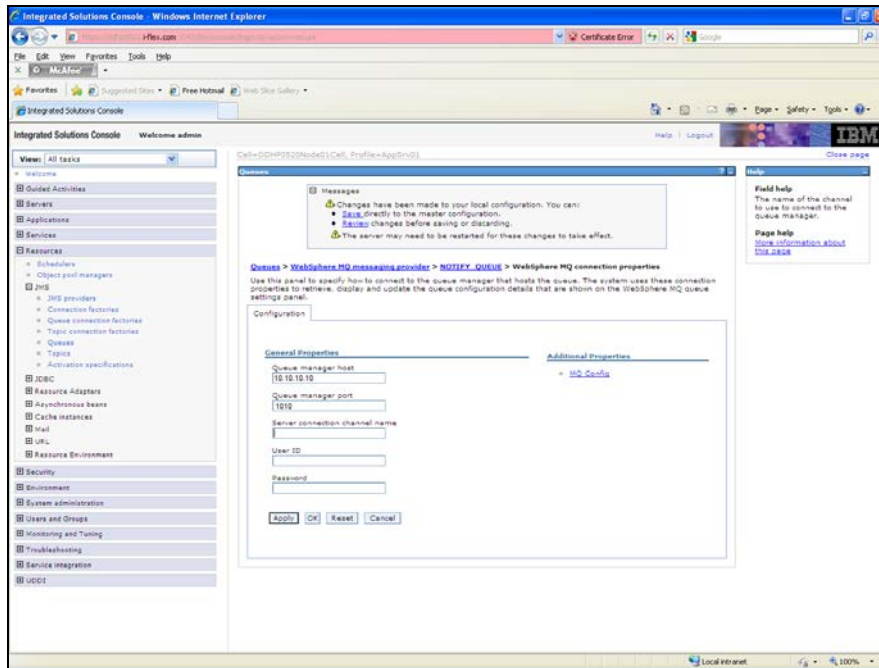 Integrated Solutions Console - Windows Internet Explorer
i-flex.com
Certificate Error
Google
File Edit View Favorites Tools Help
McAfee
Favorites Suggested Sites Free Hotmail Web Slice Gallery
Integrated Solutions Console
Page Safety Tools
Integrated Solutions Console Welcome admin
Help Logout
IBM
View: All tasks
Cell=OOHP0520Node01Cell, Profile=AppSrv01
Close page
Welcome
Guided Activities
Servers
Applications
Services
Resources
Schedulers
Object pool managers
JMS
JMS providers
Connection factories
Queue connection factories
Topic connection factories
Queues
Topics
Activation specifications
JDBC
Resource Adapters
Asynchronous beans
Cache instances
Mail
URL
Resource Environment
Security
Environment
System administration
Users and Groups
Monitoring and Tuning
Troubleshooting
Service integration
UDDI
Queues
Messages
Changes have been made to your local configuration. You can:
Save directly to the master configuration.
Review changes before saving or discarding.
The server may need to be restarted for these changes to take effect.
Queues > WebSphere MQ messaging provider > NOTIFY_QUEUE > WebSphere MQ connection properties
Use this panel to specify how to connect to the queue manager that hosts the queue. The system uses these connection
properties to retrieve, display and update the queue configuration details that are shown on the WebSphere MQ queue
settings panel.
Configuration
General Properties
Queue manager host
10.10.10.10
Queue manager port
1010
Server connection channel name
User ID
Password
Apply OK Reset Cancel
Additional Properties
MQ Config
Help
Field help
The name of the channel
to use to connect to the
queue manager.
Page help
More information about
this page
Local intranet
100%